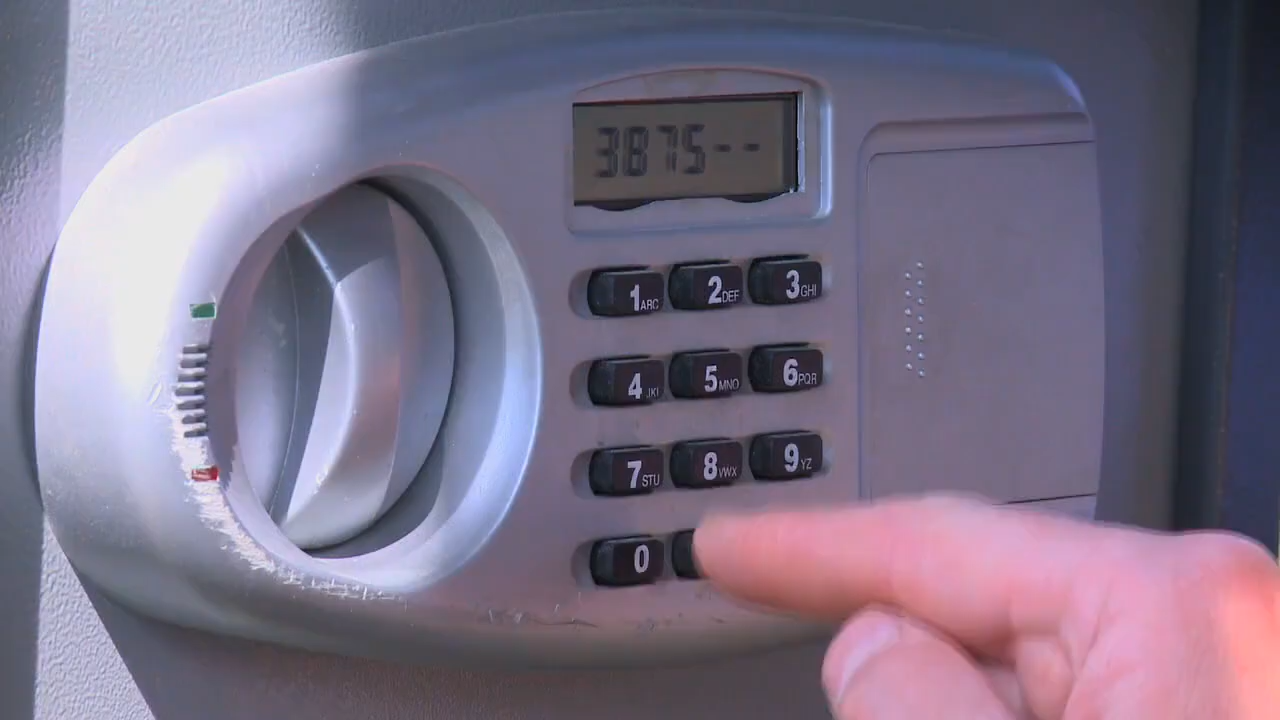 3875--
1ABC 2DEF 3GHI
4JKL 5MNO 6PQR
7STU 8VWX 9YZ
0